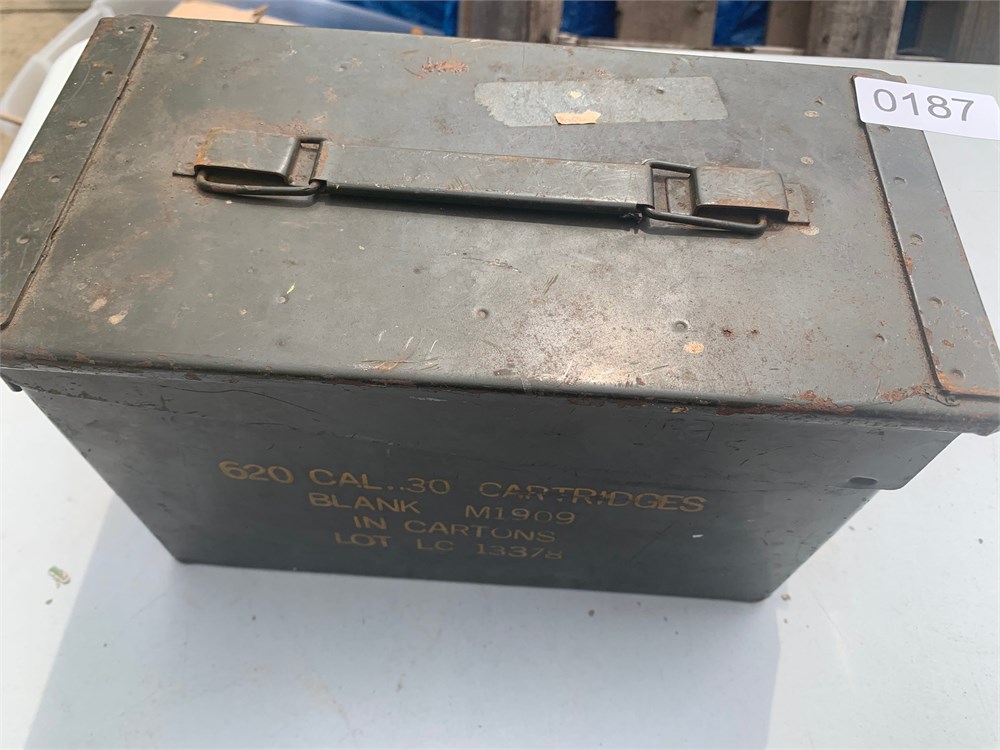 0187
620 CAL..30 CARTRIDGES
BLANK M1909
IN CARTONS
LOT LC 13378